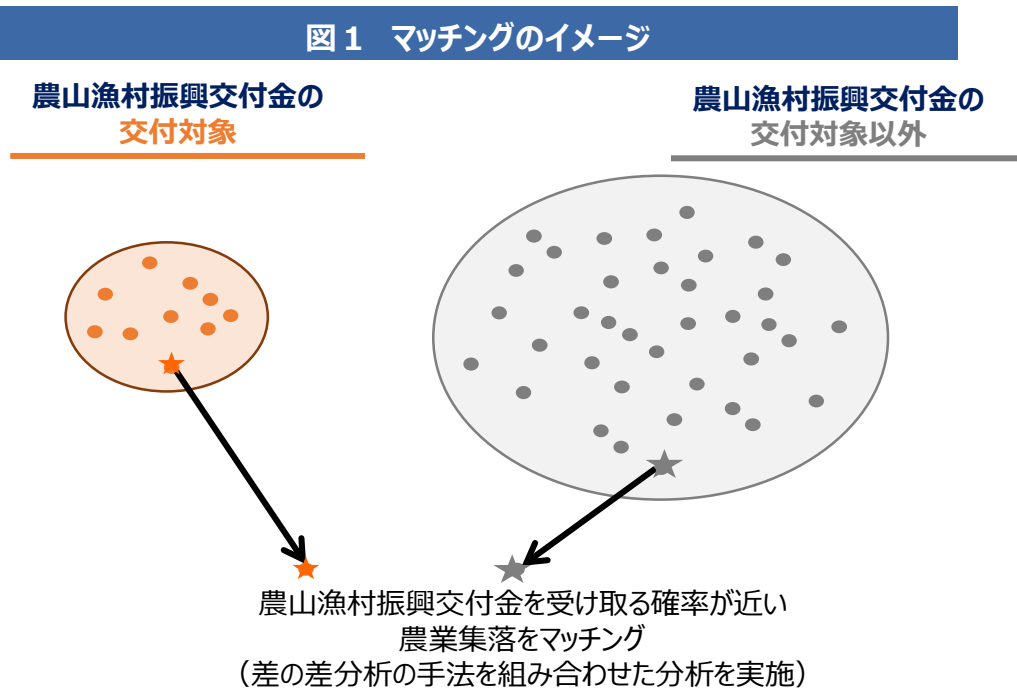 図1 マッチングのイメージ
農山漁村振興交付金の
交付対象
農山漁村振興交付金の
交付対象以外
農山漁村振興交付金を受け取る確率が近い
農業集落をマッチング
（差の差分析の手法を組み合わせた分析を実施）